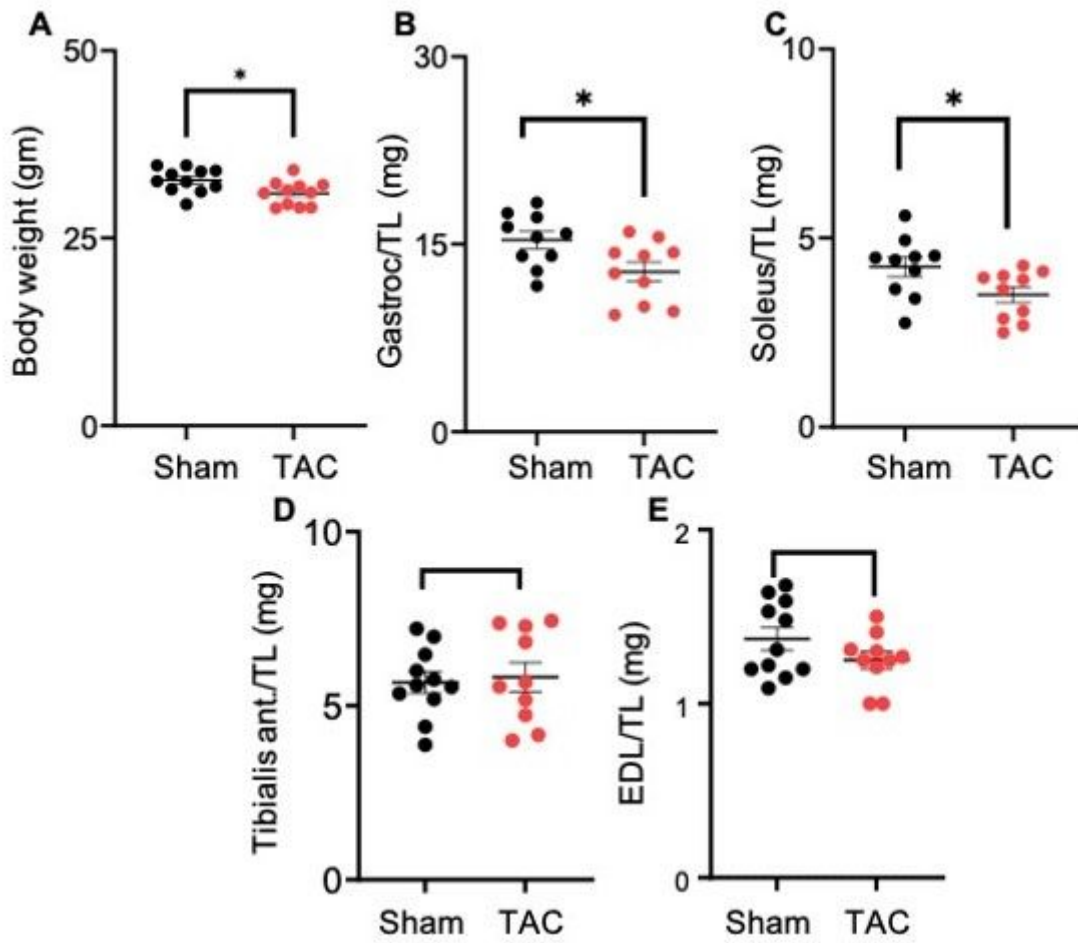 A
Body weight (gm)
50
25
0
*
Sham TAC
B
Gastroc/TL (mg)
30
15
0
*
Sham TAC
C
Soleus/TL (mg)
10
5
0
*
Sham TAC
D
Tibialis ant./TL (mg)
10
5
0
Sham TAC
E
EDL/TL (mg)
2
1
0
Sham TAC